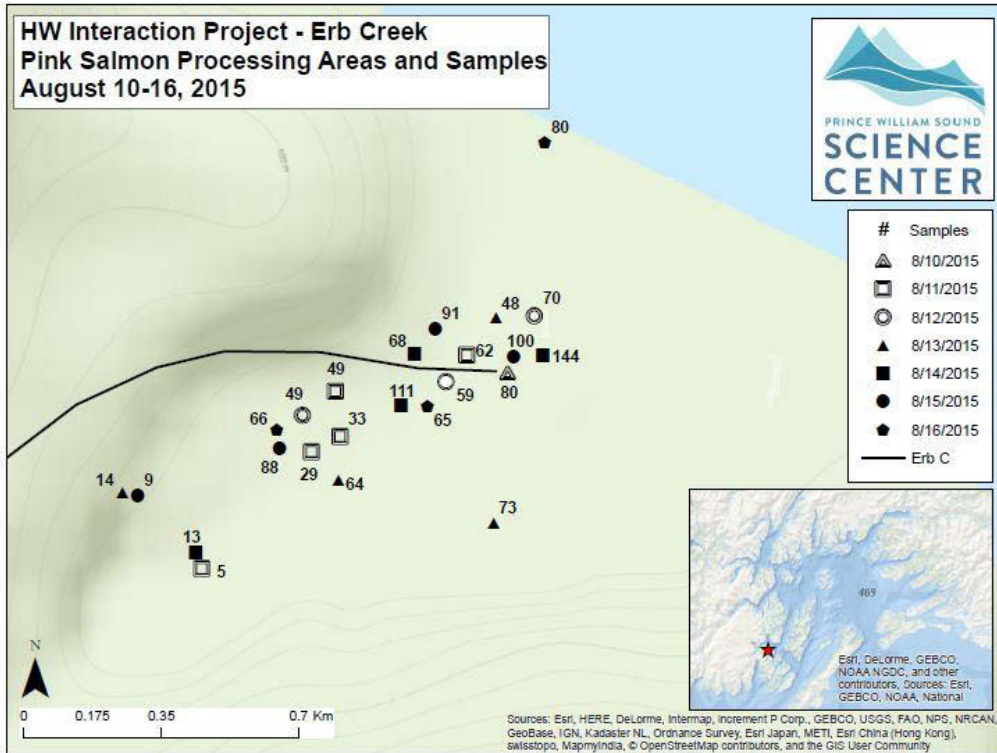 HW Interaction Project - Erb Creek
Pink Salmon Processing Areas and Samples
August 10-16, 2015
PRINCE WILLIAM SOUND
SCIENCE
CENTER
80
# Samples
8/10/2015
8/11/2015
8/12/2015
8/13/2015
8/14/2015
8/15/2015
8/16/2015
Erb C
91
48
70
68
62
100
144
49
59
80
49
111
66
33
65
88
29
64
14
9
73
13
5
469
Esri, DeLorme, GEBCO,
NOAA NGDC, and other
contributors, Sources: Esri,
GEBCO, NOAA, National
N
0
0.175
0.35
0.7 Km
Sources: Esri, HERE, DeLorme, Intermap, increment P Corp., GEBCO, USGS, FAO, NPS, NRCAN,
GeoBase, IGN, Kadaster NL, Ordnance Survey, Esri Japan, METI, Esri China (Hong Kong),
swisstopo, MapmyIndia, © OpenStreetMap contributors, and the GIS User Community